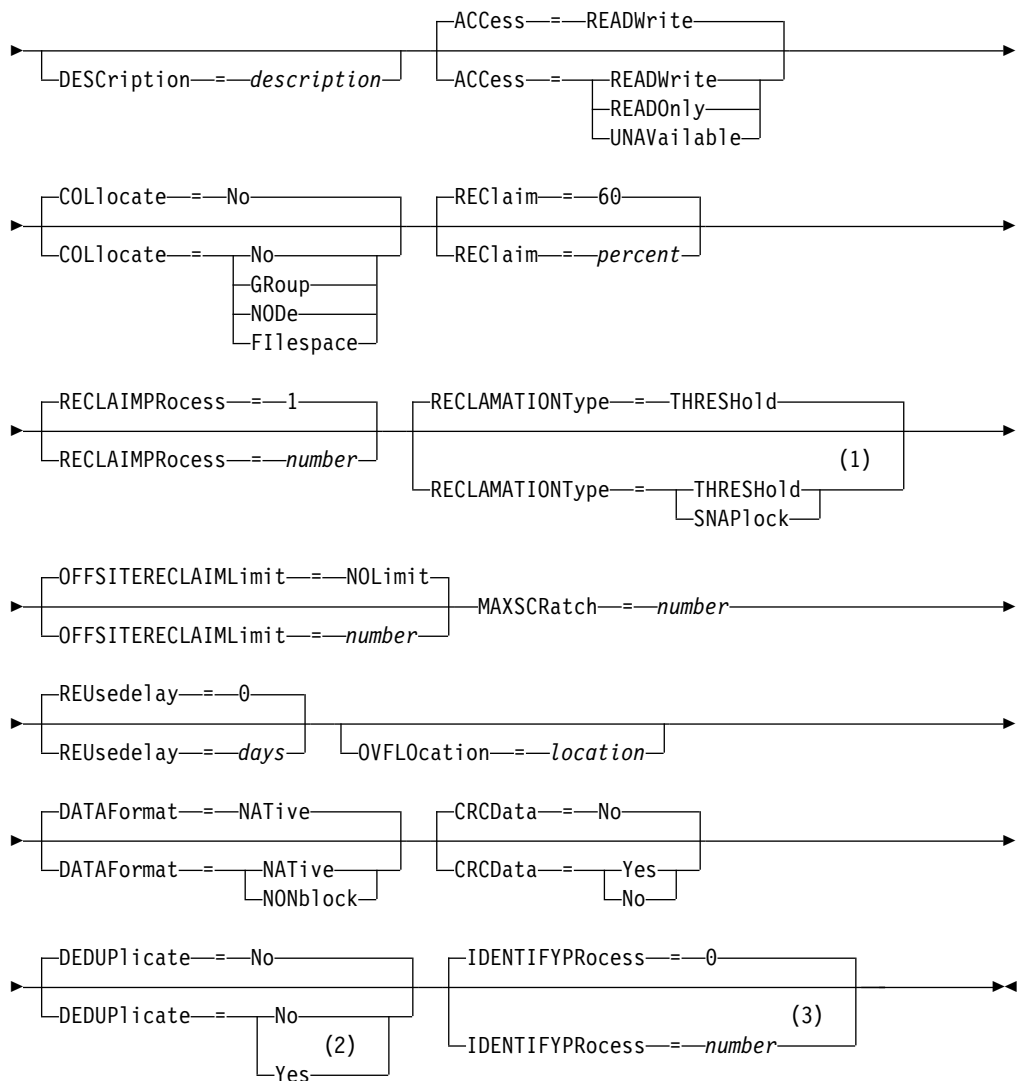 ACCess = READWrite
DESCription = description ACCess = READWrite
READOnly
UNAVailable
COLlocate = No REClaim = 60
COLlocate = No REClaim = percent
GRoup
NODe
FIlespace
RECLAIMPRocess = 1 RECLAMATIONType = THRESHold
RECLAIMPRocess = number (1)
RECLAMATIONType = THRESHold
SNAPlock
OFFSITERECLAIMLimit = NOLimit
MAXSCRatch = number
OFFSITERECLAIMLimit = number
REUsedelay = 0
REUsedelay = days OVFLOcation = location
DATAFormat = NATive CRCData = No
DATAFormat = NATive CRCData = Yes
NONblock No
DEDUPlicate = No IDENTIFYPRocess = 0
DEDUPlicate = No (3)
(2) IDENTIFYPRocess = number
Yes